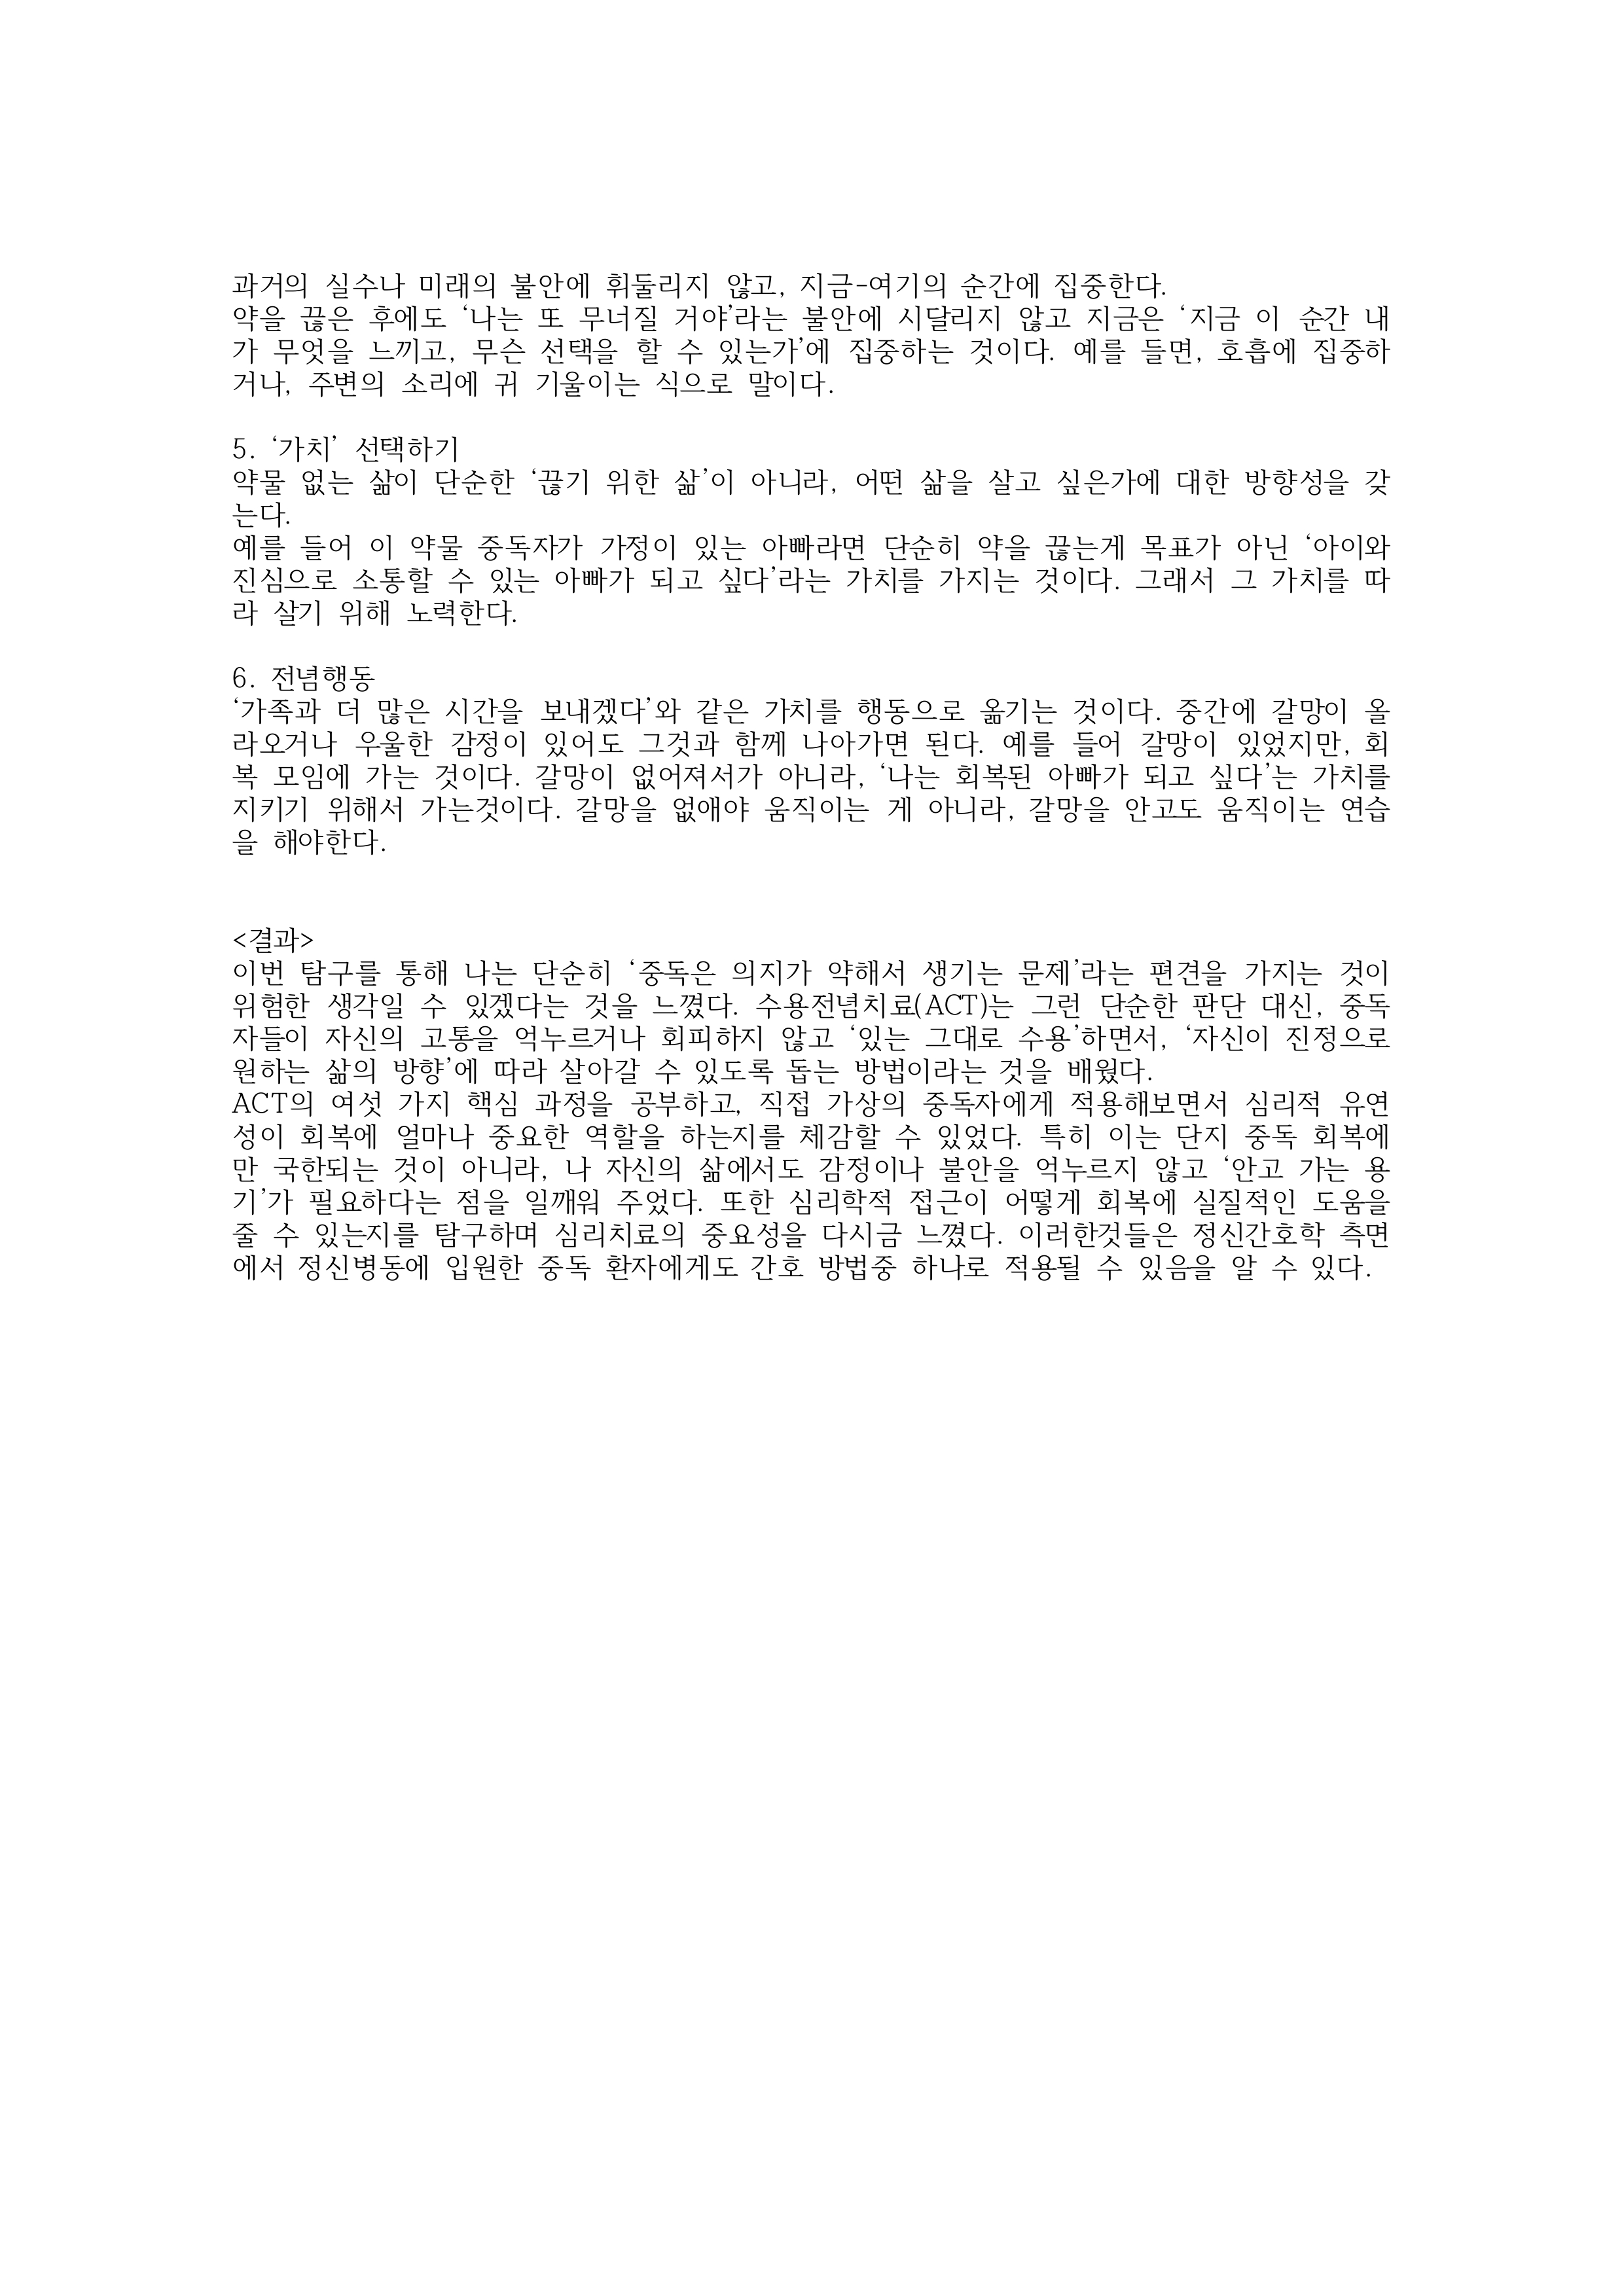 과거의 실수나 미래의 불안에 휘둘리지 않고, 지금-여기의 순간에 집중한다.
약을 끊은 후에도 ‘나는 또 무너질 거야’라는 불안에 시달리지 않고 지금은 ‘지금 이 순간 내
가 무엇을 느끼고, 무슨 선택을 할 수 있는가’에 집중하는 것이다. 예를 들면, 호흡에 집중하
거나, 주변의 소리에 귀 기울이는 식으로 말이다.
5. ‘가치’ 선택하기
약물 없는 삶이 단순한 ‘끊기 위한 삶’이 아니라, 어떤 삶을 살고 싶은가에 대한 방향성을 갖
는다.
예를 들어 이 약물 중독자가 가정이 있는 아빠라면 단순히 약을 끊는게 목표가 아닌 ‘아이와
진심으로 소통할 수 있는 아빠가 되고 싶다’라는 가치를 가지는 것이다. 그래서 그 가치를 따
라 살기 위해 노력한다.
6. 전념행동
‘가족과 더 많은 시간을 보내겠다’와 같은 가치를 행동으로 옮기는 것이다. 중간에 갈망이 올
라오거나 우울한 감정이 있어도 그것과 함께 나아가면 된다. 예를 들어 갈망이 있었지만, 회
복 모임에 가는 것이다. 갈망이 없어져서가 아니라, ‘나는 회복된 아빠가 되고 싶다’는 가치를
지키기 위해서 가는것이다. 갈망을 없애야 움직이는 게 아니라, 갈망을 안고도 움직이는 연습
을 해야한다.
<결과>
이번 탐구를 통해 나는 단순히 ‘중독은 의지가 약해서 생기는 문제’라는 편견을 가지는 것이
위험한 생각일 수 있겠다는 것을 느꼈다. 수용전념치료(ACT)는 그런 단순한 판단 대신, 중독
자들이 자신의 고통을 억누르거나 회피하지 않고 ‘있는 그대로 수용’하면서, ‘자신이 진정으로
원하는 삶의 방향’에 따라 살아갈 수 있도록 돕는 방법이라는 것을 배웠다.
ACT의 여섯 가지 핵심 과정을 공부하고, 직접 가상의 중독자에게 적용해보면서 심리적 유연
성이 회복에 얼마나 중요한 역할을 하는지를 체감할 수 있었다. 특히 이는 단지 중독 회복에
만 국한되는 것이 아니라, 나 자신의 삶에서도 감정이나 불안을 억누르지 않고 ‘안고 가는 용
기’가 필요하다는 점을 일깨워 주었다. 또한 심리학적 접근이 어떻게 회복에 실질적인 도움을
줄 수 있는지를 탐구하며 심리치료의 중요성을 다시금 느꼈다. 이러한것들은 정신간호학 측면
에서 정신병동에 입원한 중독 환자에게도 간호 방법중 하나로 적용될 수 있음을 알 수 있다.